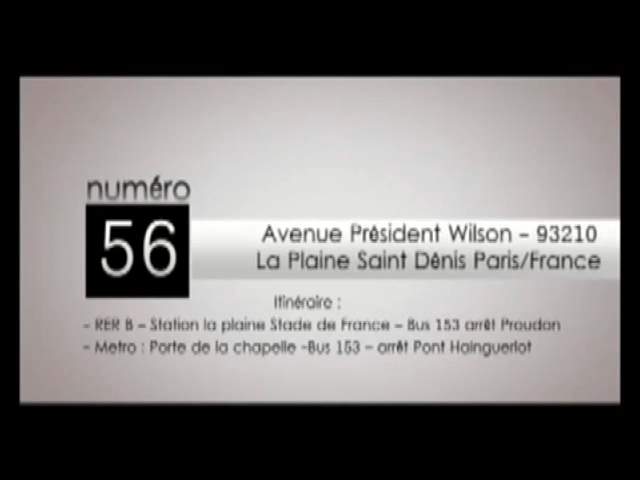 numéro
56
Avenue Président Wilson – 93210
La Plaine Saint Dênis Paris/France
Itinéraire :
– RER B – Station la plaine Stade de France – Bus 153 arrêt Proudon
– Metro : Porte de la chapelle -Bus 153 – arrêt Pont Hainguerlot